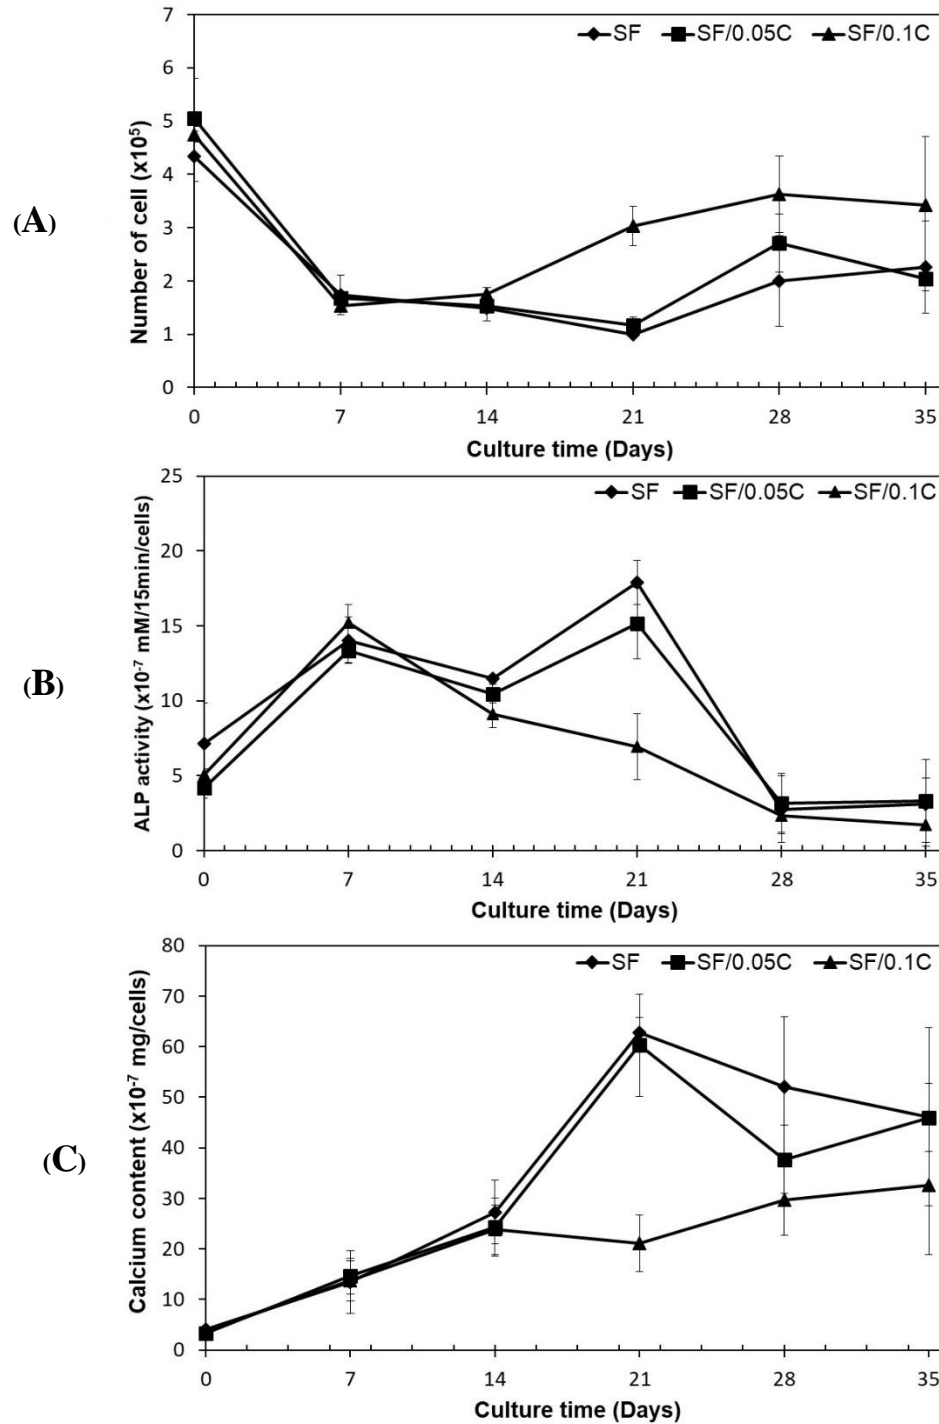 (A)
Number of cell (x10⁵)
7
6
5
4
3
2
1
0
SF SF/0.05C SF/0.1C
0 7 14 21 28 35
Culture time (Days)
(B)
ALP activity (x10⁻⁷ mM/15min/cells)
25
20
15
10
5
0
SF SF/0.05C SF/0.1C
0 7 14 21 28 35
Culture time (Days)
(C)
Calcium content (x10⁻⁷ mg/cells)
80
70
60
50
40
30
20
10
0
SF SF/0.05C SF/0.1C
0 7 14 21 28 35
Culture time (Days)